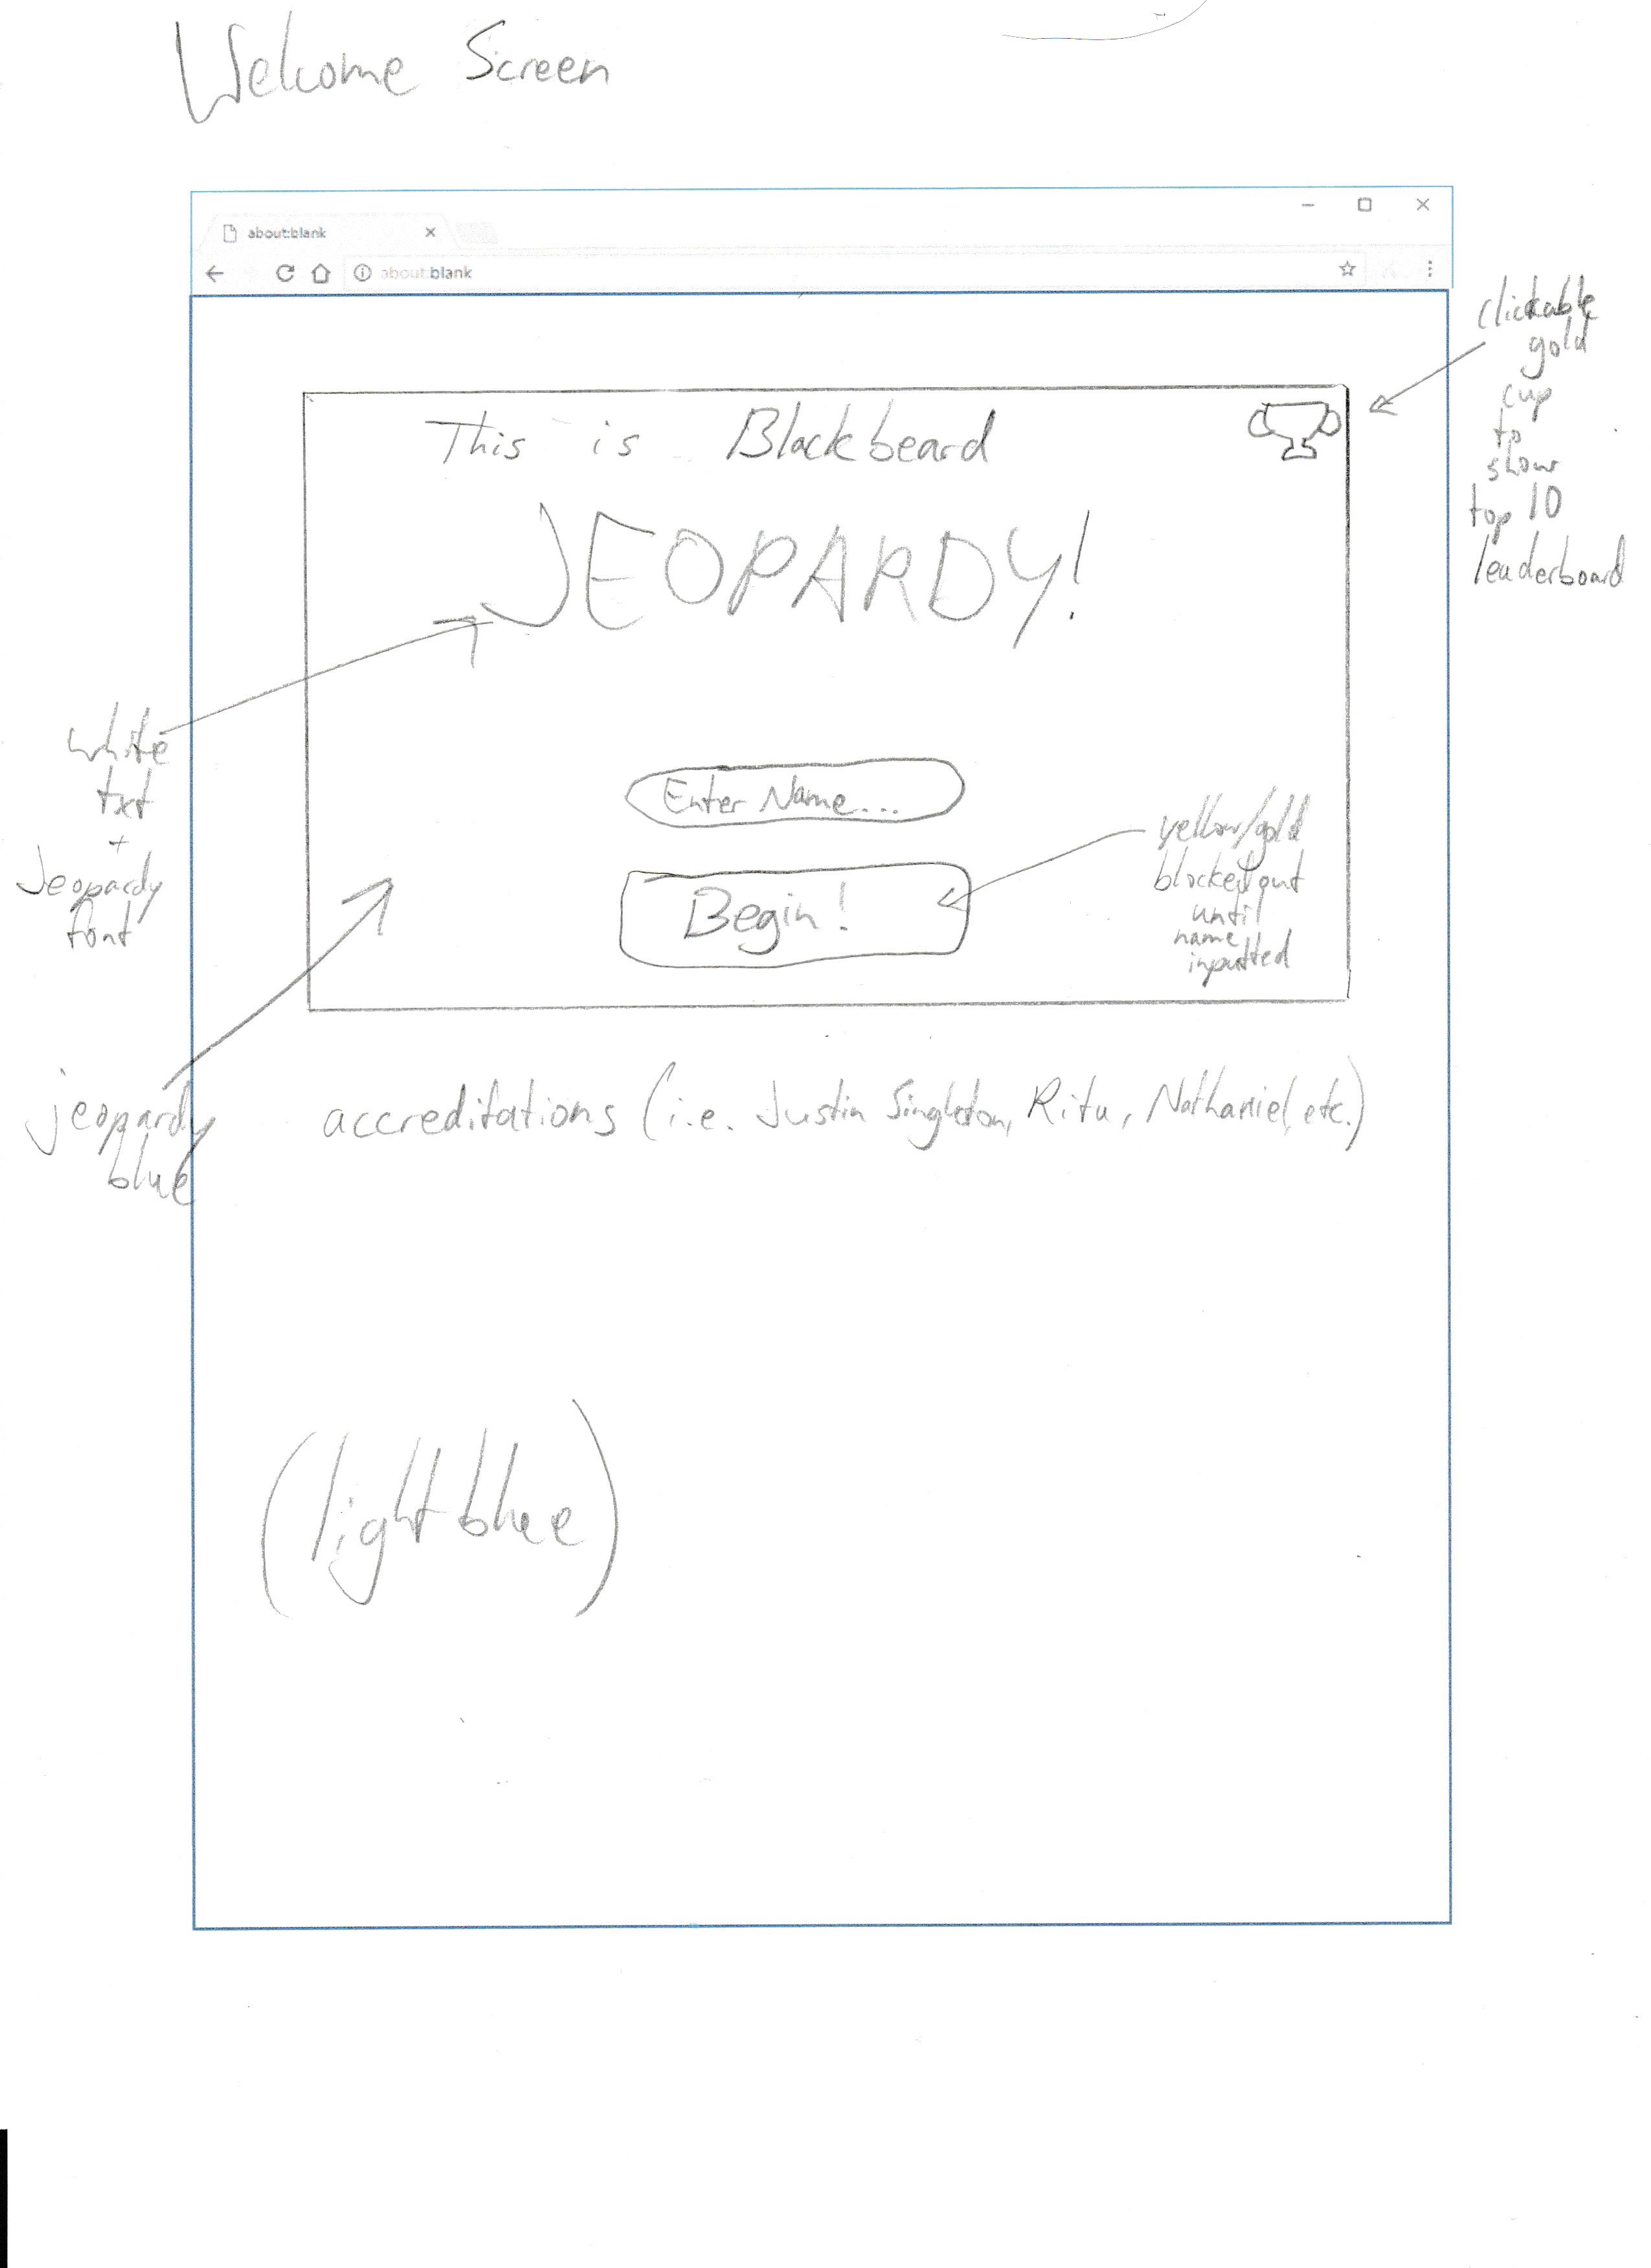 Welcome Screen
about:blank
about:blank
This is Blackbeard
JEOPARDY!
Enter Name...
Begin!
clickable
gold
cup
to
show
top 10
leaderboard
white
txt
+
Jeopardy
font
yellow/gold
blocked out
until
name
inputted
jeopardy
blue
accreditations (i.e. Justin Singleton, Ritu, Nathaniel, etc.)
(light blue)